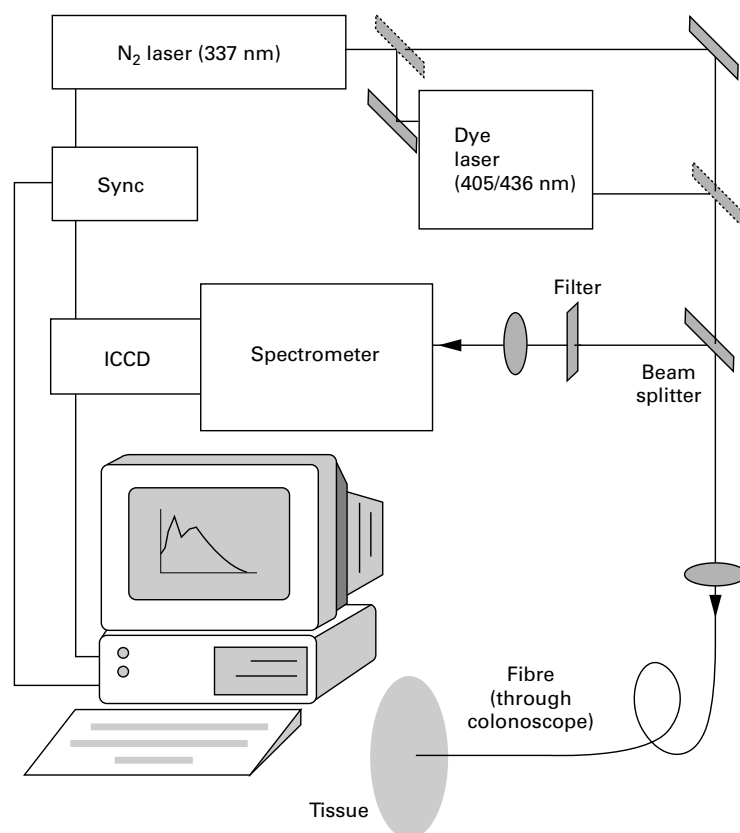 N₂ laser (337 nm)
Dye
laser
(405/436 nm)
Sync
Filter
ICCD
Spectrometer
Beam
splitter
Fibre
(through
colonoscope)
Tissue